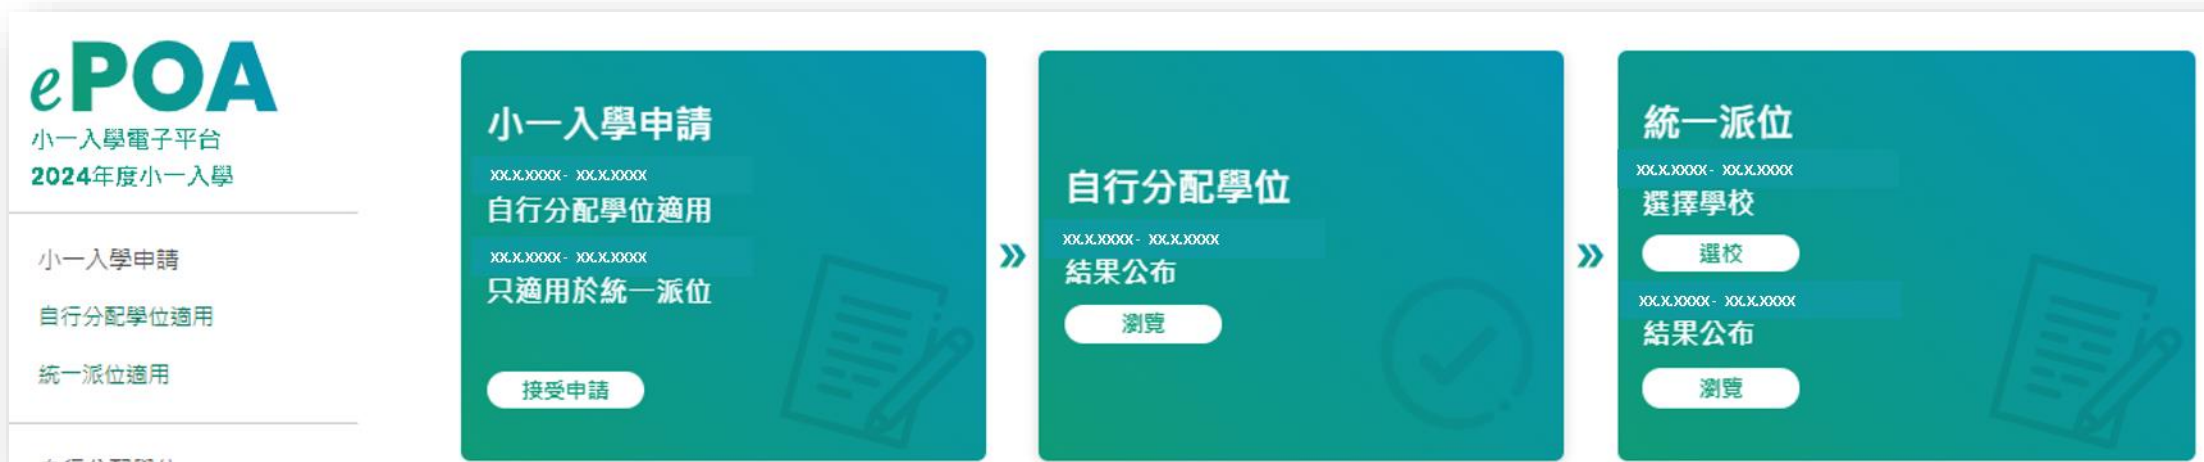 ePOA
小一入學電子平台
2024年度小一入學
小一入學申請
自行分配學位適用
統一派位適用
小一入學申請
XX.X.XXXX - XX.X.XXXX
自行分配學位適用
XX.X.XXXX - XX.X.XXXX
只適用於統一派位
接受申請
»
自行分配學位
XX.X.XXXX - XX.X.XXXX
結果公布
瀏覽
»
統一派位
XX.X.XXXX - XX.X.XXXX
選擇學校
選校
XX.X.XXXX - XX.X.XXXX
結果公布
瀏覽